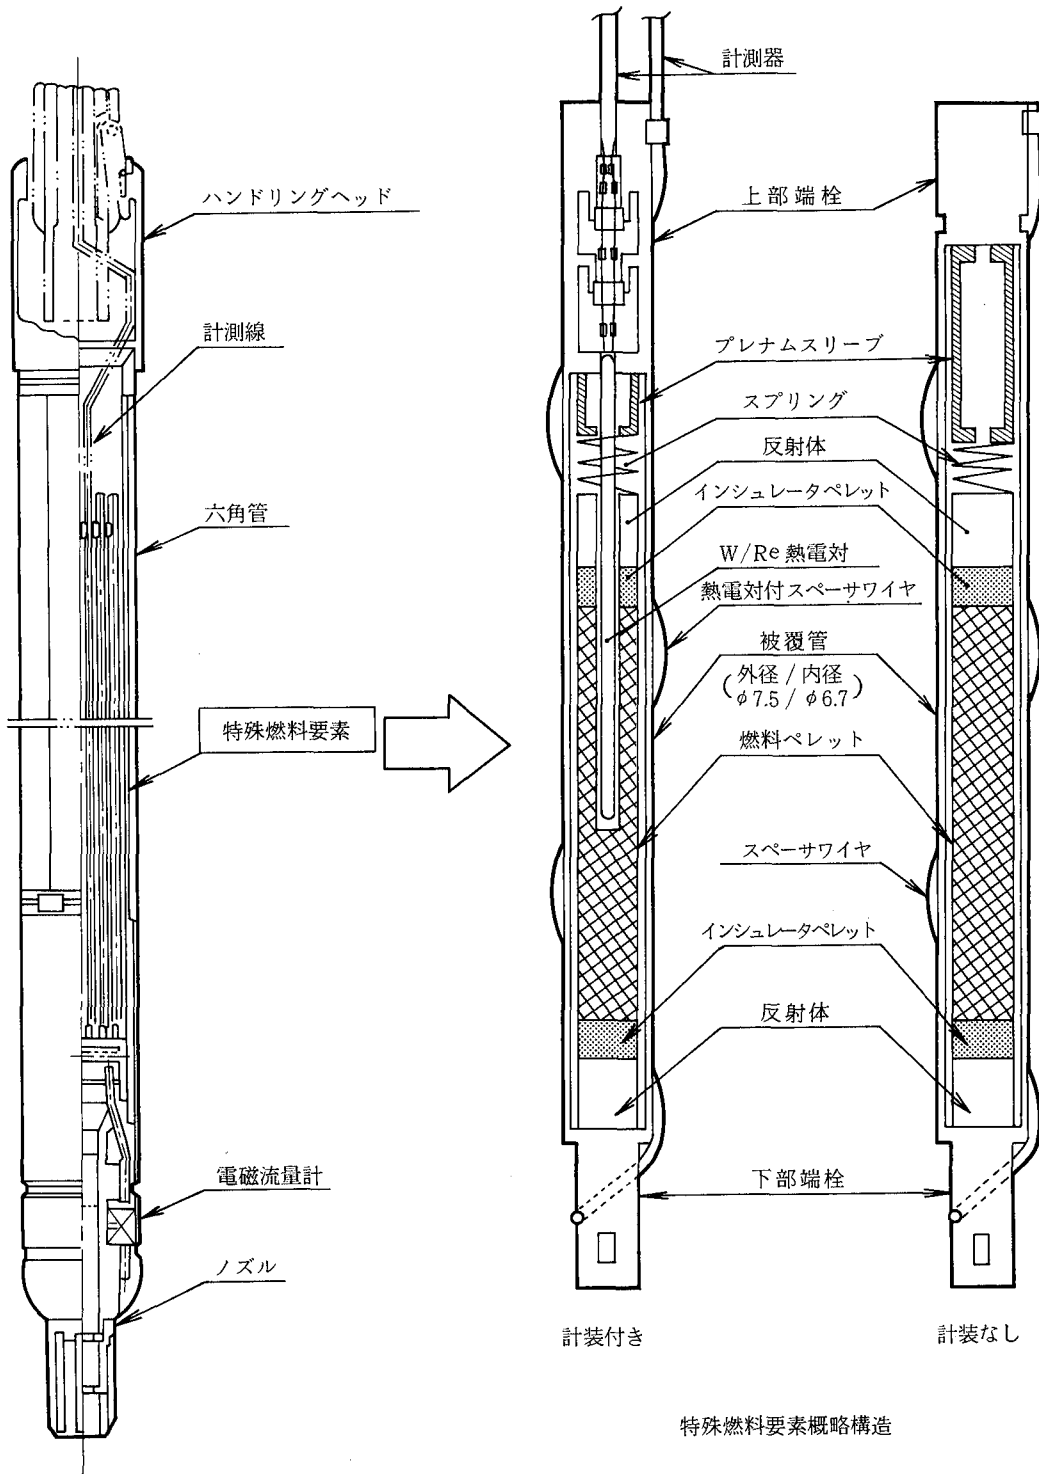 ハンドリングヘッド
計測線
六角管
特殊燃料要素
電磁流量計
ノズル
計測器
上部端栓
プレナムスリーブ
スプリング
反射体
インシュレータペレット
W/Re 熱電対
熱電対付スペーサワイヤ
被覆管
(外径 / 内径
φ7.5 / φ6.7)
燃料ペレット
スペーサワイヤ
インシュレータペレット
反射体
下部端栓
計装付き
計装なし
特殊燃料要素概略構造